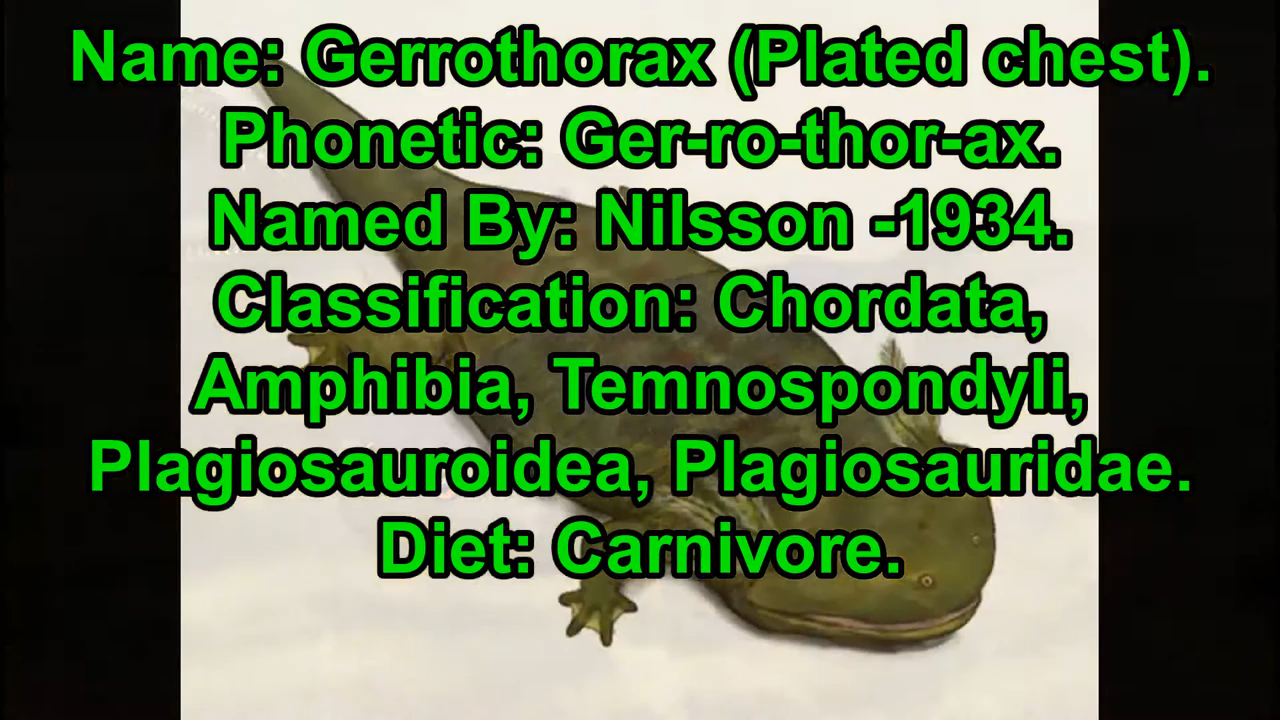 Name: Gerrothorax (Plated chest).
Phonetic: Ger-ro-thor-ax.
Named By: Nilsson -1934.
Classification: Chordata,
Amphibia, Temnospondyli,
Plagiosauroidea, Plagiosauridae.
Diet: Carnivore.